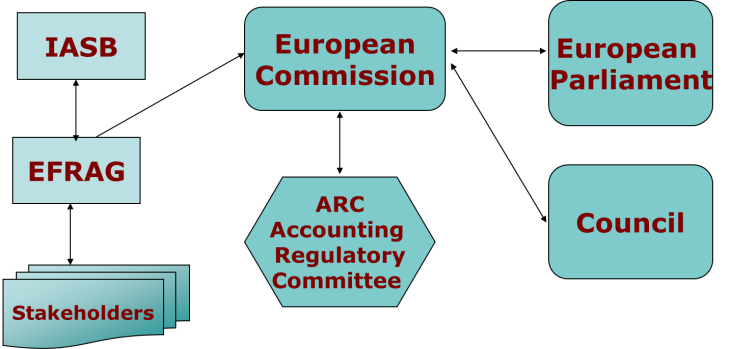 IASB
European
Commission
European
Parliament
EFRAG
ARC
Accounting
Regulatory
Committee
Council
Stakeholders